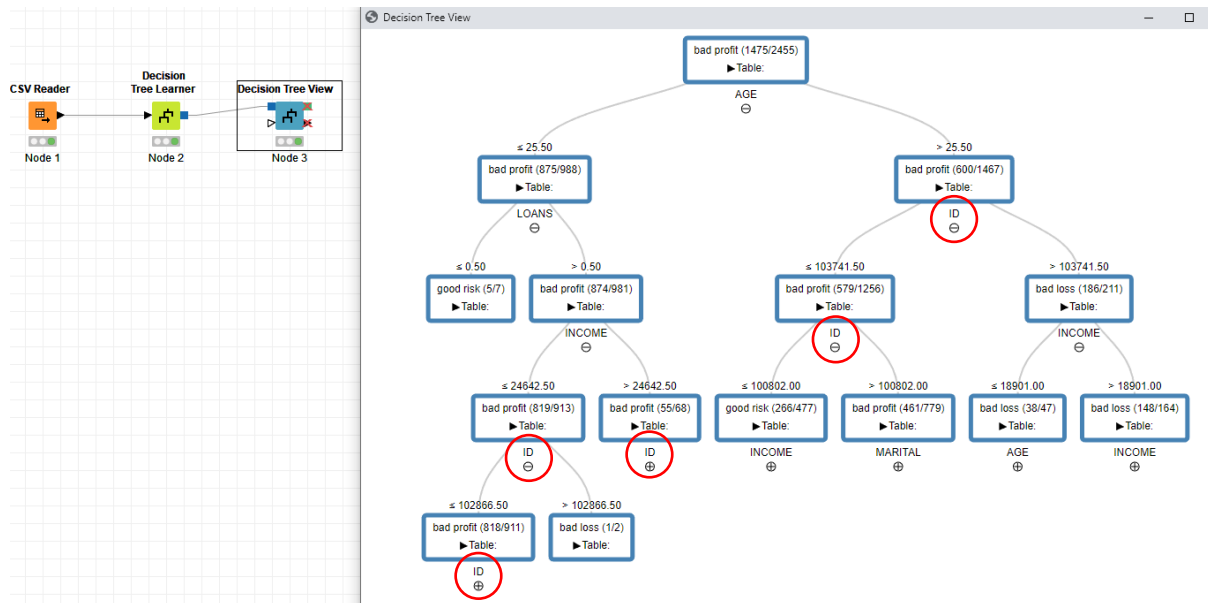 Decision Tree View
CSV Reader
Decision
Tree Learner
Decision Tree View
Node 1
Node 2
Node 3
bad profit (1475/2455)
▶Table:
AGE
≤ 25.50
> 25.50
bad profit (875/988)
▶Table:
bad profit (600/1467)
▶Table:
LOANS
ID
≤ 0.50
> 0.50
≤ 103741.50
> 103741.50
good risk (5/7)
▶Table:
bad profit (874/981)
▶Table:
bad profit (579/1256)
▶Table:
bad loss (186/211)
▶Table:
INCOME
ID
INCOME
≤ 24642.50
> 24642.50
≤ 100802.00
> 100802.00
≤ 18901.00
> 18901.00
bad profit (819/913)
▶Table:
bad profit (55/68)
▶Table:
good risk (266/477)
▶Table:
bad profit (461/779)
▶Table:
bad loss (38/47)
▶Table:
bad loss (148/164)
▶Table:
ID
ID
INCOME
MARITAL
AGE
INCOME
≤ 102866.50
> 102866.50
bad profit (818/911)
▶Table:
bad loss (1/2)
▶Table:
ID